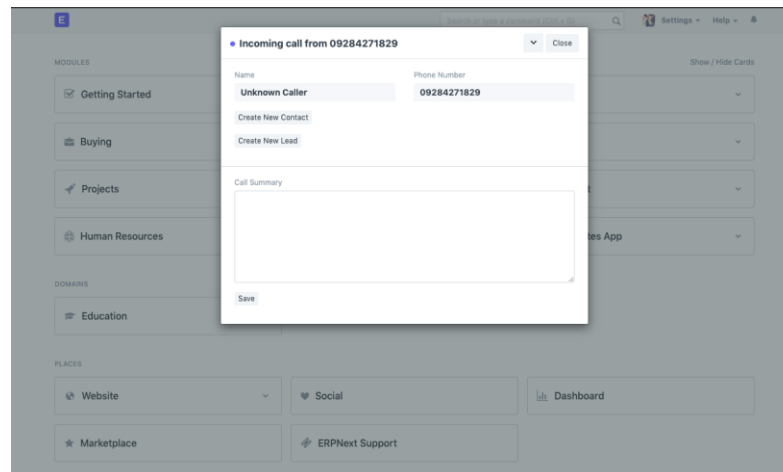 E
Search or type a command (Ctrl + G)
Settings
Help
Incoming call from 09284271829
Close
MODULES
Show / Hide Cards
Name
Phone Number
Unknown Caller
09284271829
Getting Started
Create New Contact
Buying
Create New Lead
Projects
Call Summary
Human Resources
tes App
DOMAINS
Save
Education
PLACES
Website
Social
Dashboard
Marketplace
ERPNext Support